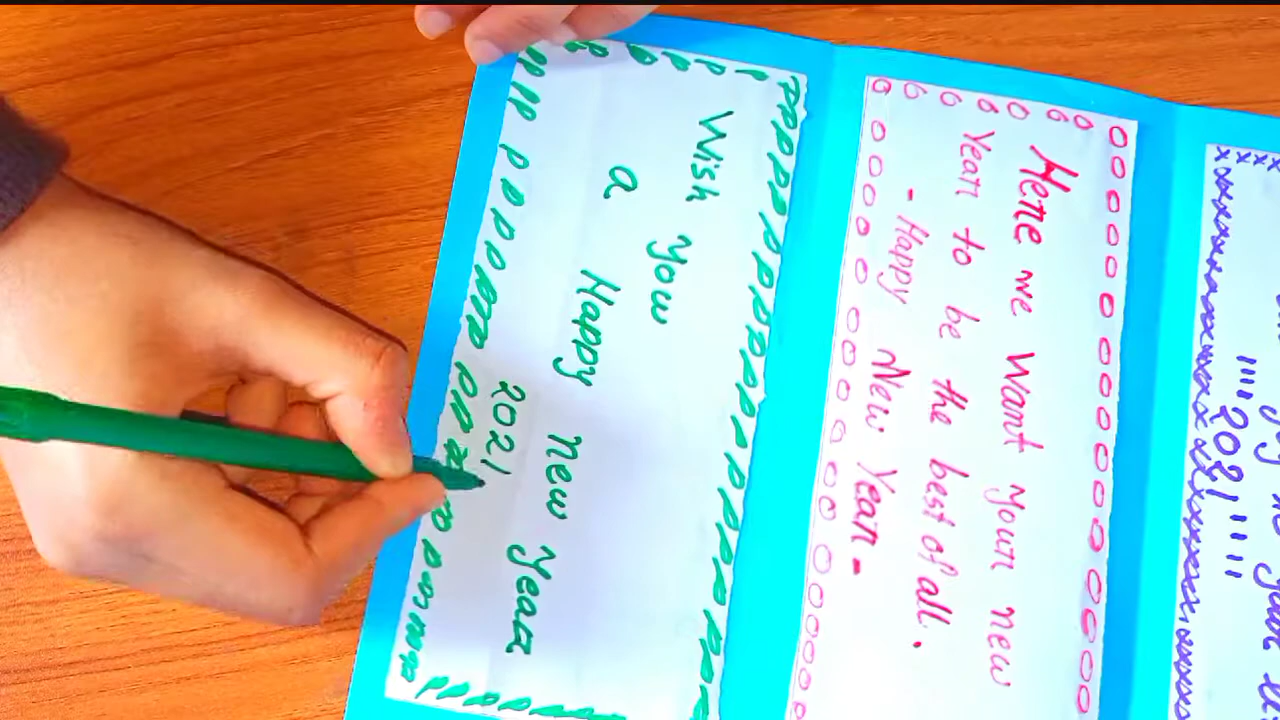 2021
Here we want your new
Year to be the best of all.
- Happy New Year -
Wish you
a Happy new year
2021